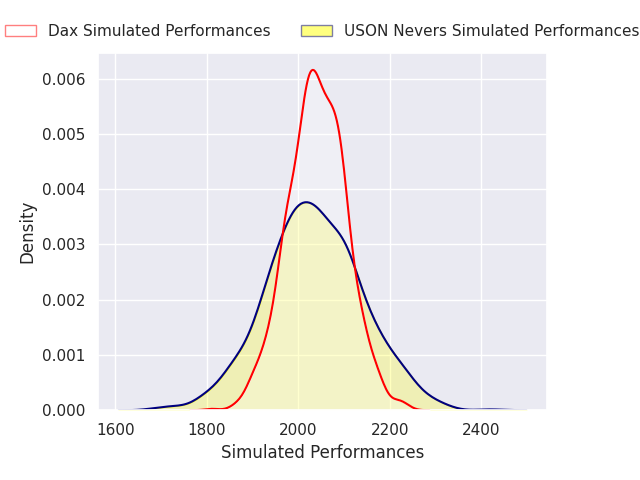 Dax Simulated Performances USON Nevers Simulated Performances
0.006
0.005
0.004
0.003
0.002
0.001
0.000
Density
1600 1800 2000 2200 2400
Simulated Performances